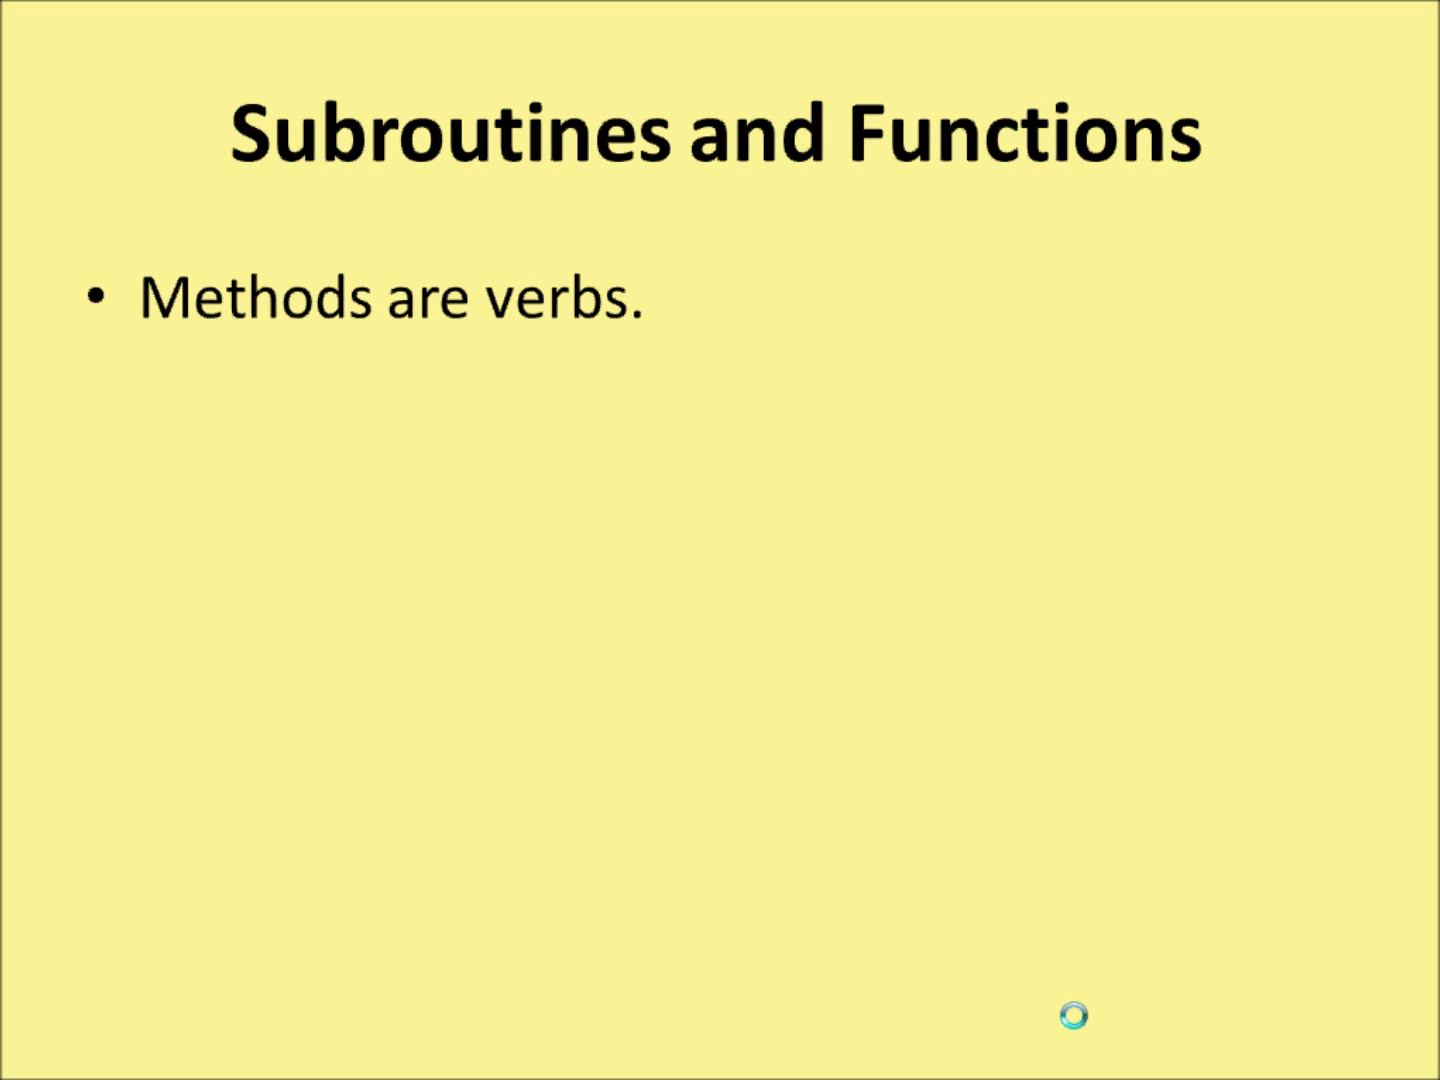 Subroutines and Functions
• Methods are verbs.